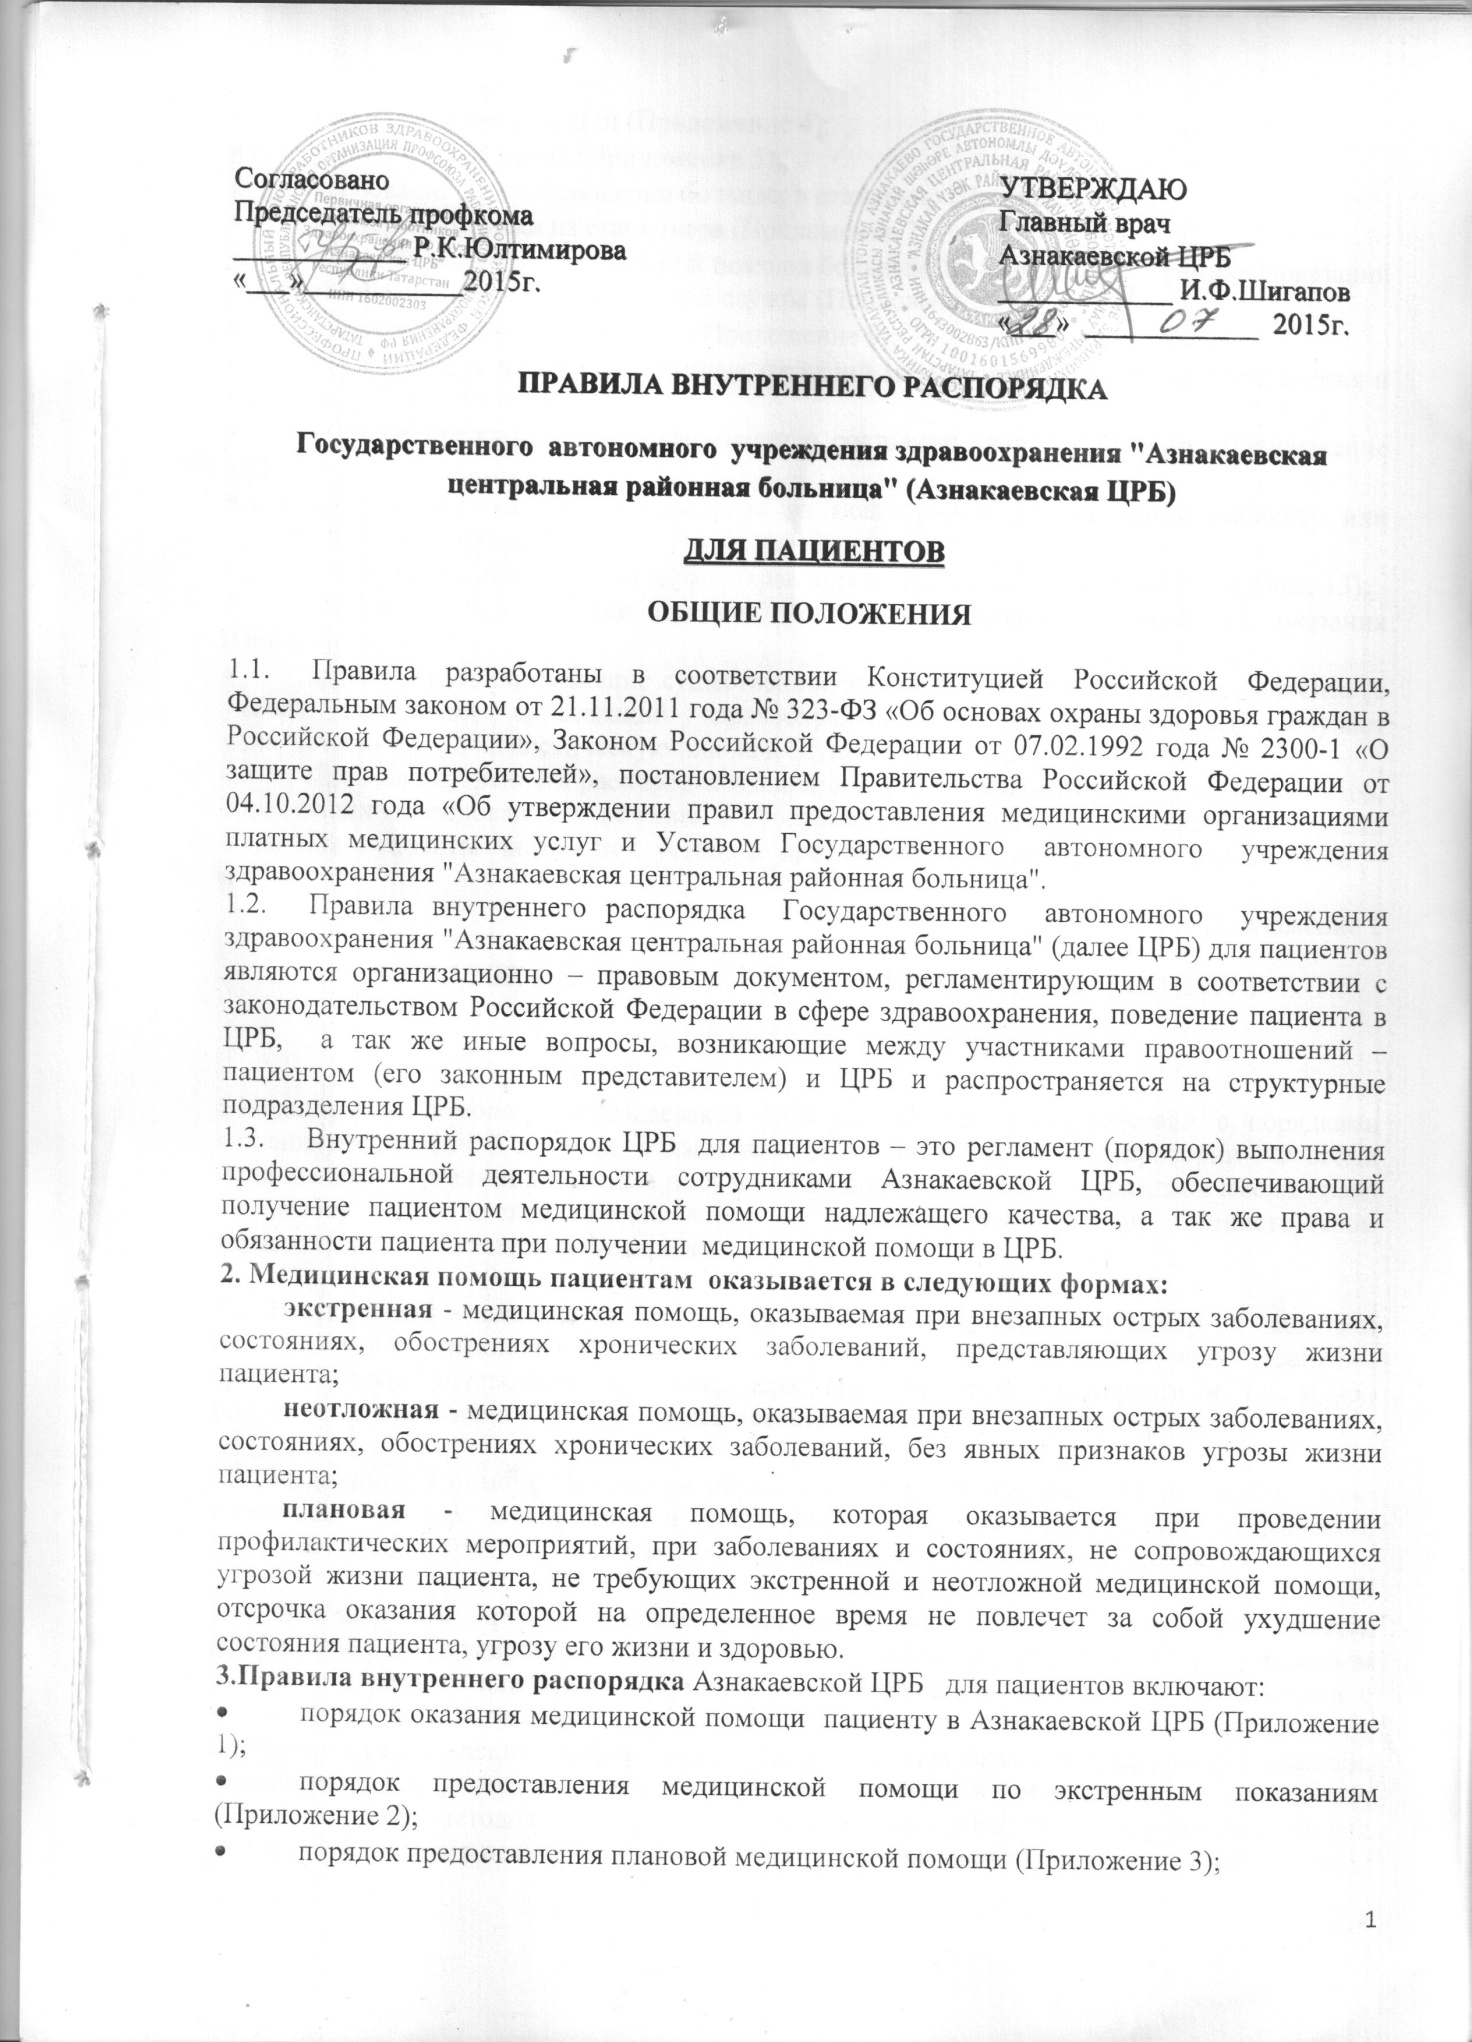 Согласовано
Председатель профкома
____________ Р.К.Юлтимирова
«___»___________2015г.
ИНН 1602002303
УТВЕРЖДАЮ
Главный врач
Азнакаевской ЦРБ
____________ И.Ф.Шигапов
«28» 07 2015г.
ПРАВИЛА ВНУТРЕННЕГО РАСПОРЯДКА
Государственного автономного учреждения здравоохранения "Азнакаевская
центральная районная больница" (Азнакаевская ЦРБ)
ДЛЯ ПАЦИЕНТОВ
ОБЩИЕ ПОЛОЖЕНИЯ
1.1. Правила разработаны в соответствии Конституцией Российской Федерации,
Федеральным законом от 21.11.2011 года № 323-ФЗ «Об основах охраны здоровья граждан в
Российской Федерации», Законом Российской Федерации от 07.02.1992 года № 2300-1 «О
защите прав потребителей», постановлением Правительства Российской Федерации от
04.10.2012 года «Об утверждении правил предоставления медицинскими организациями
платных медицинских услуг и Уставом Государственного автономного учреждения
здравоохранения "Азнакаевская центральная районная больница".
1.2. Правила внутреннего распорядка Государственного автономного учреждения
здравоохранения "Азнакаевская центральная районная больница" (далее ЦРБ) для пациентов
являются организационно – правовым документом, регламентирующим в соответствии с
законодательством Российской Федерации в сфере здравоохранения, поведение пациента в
ЦРБ, а так же иные вопросы, возникающие между участниками правоотношений –
пациентом (его законным представителем) и ЦРБ и распространяется на структурные
подразделения ЦРБ.
1.3. Внутренний распорядок ЦРБ для пациентов – это регламент (порядок) выполнения
профессиональной деятельности сотрудниками Азнакаевской ЦРБ, обеспечивающий
получение пациентом медицинской помощи надлежащего качества, а так же права и
обязанности пациента при получении медицинской помощи в ЦРБ.
2. Медицинская помощь пациентам оказывается в следующих формах:
экстренная - медицинская помощь, оказываемая при внезапных острых заболеваниях,
состояниях, обострениях хронических заболеваний, представляющих угрозу жизни
пациента;
неотложная - медицинская помощь, оказываемая при внезапных острых заболеваниях,
состояниях, обострениях хронических заболеваний, без явных признаков угрозы жизни
пациента;
плановая - медицинская помощь, которая оказывается при проведении
профилактических мероприятий, при заболеваниях и состояниях, не сопровождающихся
угрозой жизни пациента, не требующих экстренной и неотложной медицинской помощи,
отсрочка оказания которой на определенное время не повлечет за собой ухудшение
состояния пациента, угрозу его жизни и здоровью.
3.Правила внутреннего распорядка Азнакаевской ЦРБ для пациентов включают:
• порядок оказания медицинской помощи пациенту в Азнакаевской ЦРБ (Приложение
1);
• порядок предоставления медицинской помощи по экстренным показаниям
(Приложение 2);
• порядок предоставления плановой медицинской помощи (Приложение 3);
1